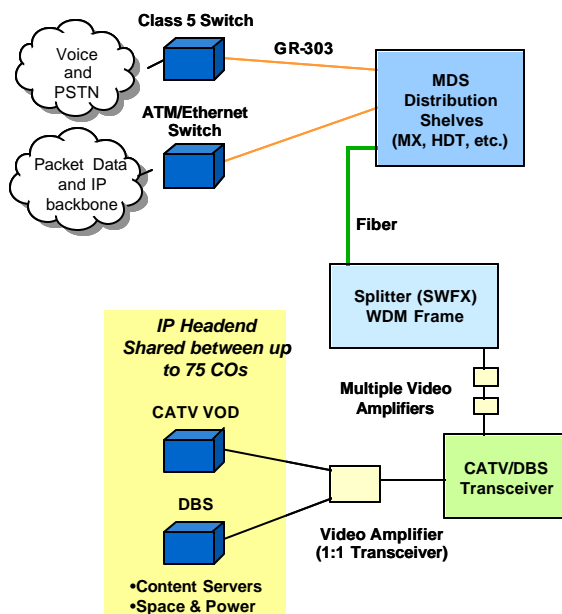 Class 5 Switch
Voice
and
PSTN
GR-303
MDS
Distribution
Shelves
(MX, HDT, etc.)
ATM/Ethernet
Switch
Packet Data
and IP
backbone
Fiber
Splitter (SWFX)
WDM Frame
IP Headend
Shared between up
to 75 COs
Multiple Video
Amplifiers
CATV VOD
CATV/DBS
Transceiver
DBS
Video Amplifier
(1:1 Transceiver)
•Content Servers
•Space & Power